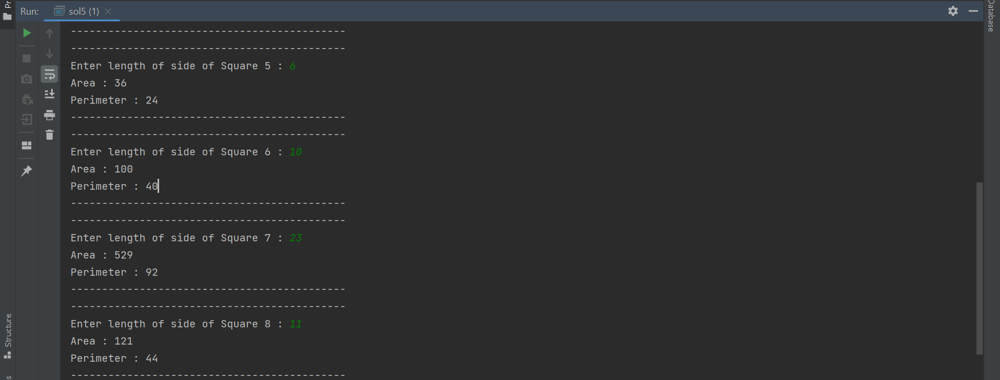 Pr
Run: sol5 (1)
Database
--------------------------------------------
--------------------------------------------
Enter length of side of Square 5 : 6
Area : 36
Perimeter : 24
--------------------------------------------
--------------------------------------------
Enter length of side of Square 6 : 10
Area : 100
Perimeter : 40
--------------------------------------------
--------------------------------------------
Enter length of side of Square 7 : 23
Area : 529
Perimeter : 92
--------------------------------------------
--------------------------------------------
Enter length of side of Square 8 : 11
Area : 121
Perimeter : 44
--------------------------------------------
Structure